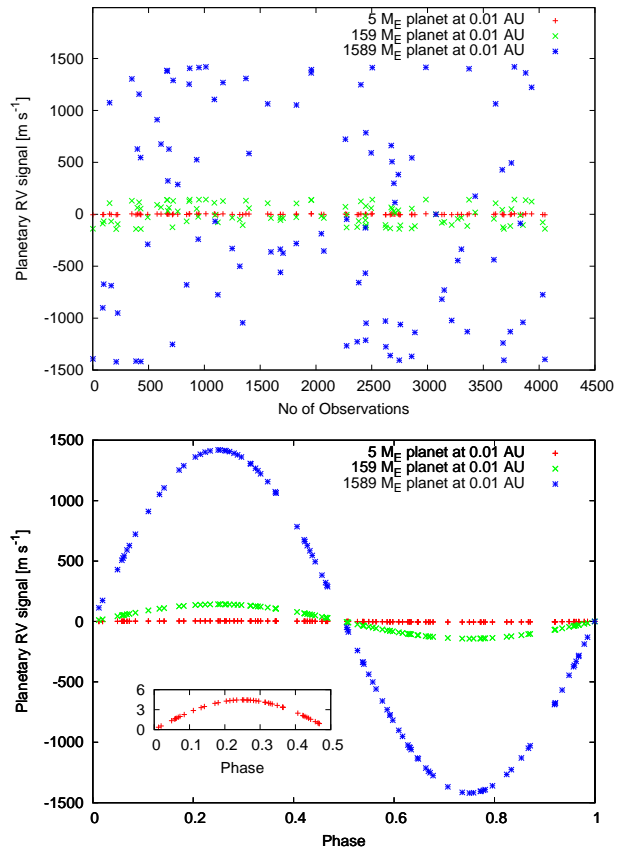 5 M_E planet at 0.01 AU
159 M_E planet at 0.01 AU
1589 M_E planet at 0.01 AU
1500
1000
500
0
-500
-1000
-1500
Planetary RV signal [m s⁻¹]
0 500 1000 1500 2000 2500 3000 3500 4000 4500
No of Observations
5 M_E planet at 0.01 AU
159 M_E planet at 0.01 AU
1589 M_E planet at 0.01 AU
1500
1000
500
0
-500
-1000
-1500
Planetary RV signal [m s⁻¹]
6
3
0
0 0.1 0.2 0.3 0.4 0.5
Phase
0 0.2 0.4 0.6 0.8 1
Phase